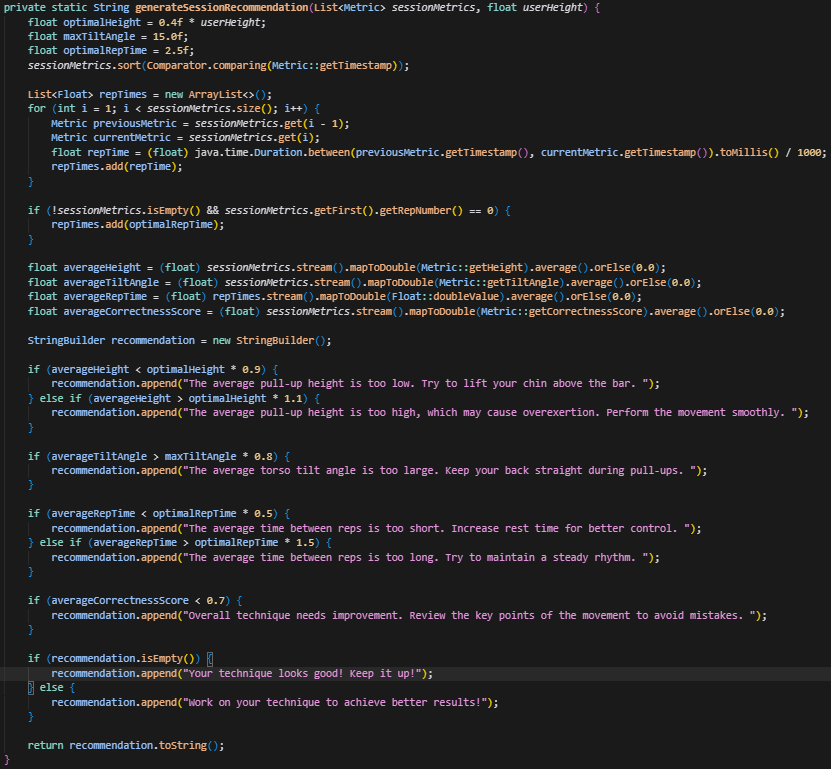 private static String generateSessionRecommendation(List<Metric> sessionMetrics, float userHeight) {
    float optimalHeight = 0.4f * userHeight;
    float maxTiltAngle = 15.0f;
    float optimalRepTime = 2.5f;
    sessionMetrics.sort(Comparator.comparing(Metric::getTimestamp));

    List<Float> repTimes = new ArrayList<>();
    for (int i = 1; i < sessionMetrics.size(); i++) {
        Metric previousMetric = sessionMetrics.get(i - 1);
        Metric currentMetric = sessionMetrics.get(i);
        float repTime = (float) java.time.Duration.between(previousMetric.getTimestamp(), currentMetric.getTimestamp()).toMillis() / 1000;
        repTimes.add(repTime);
    }

    if (!sessionMetrics.isEmpty() && sessionMetrics.getFirst().getRepNumber() == 0) {
        repTimes.add(optimalRepTime);
    }

    float averageHeight = (float) sessionMetrics.stream().mapToDouble(Metric::getHeight).average().orElse(0.0);
    float averageTiltAngle = (float) sessionMetrics.stream().mapToDouble(Metric::getTiltAngle).average().orElse(0.0);
    float averageRepTime = (float) repTimes.stream().mapToDouble(Float::doubleValue).average().orElse(0.0);
    float averageCorrectnessScore = (float) sessionMetrics.stream().mapToDouble(Metric::getCorrectnessScore).average().orElse(0.0);

    StringBuilder recommendation = new StringBuilder();

    if (averageHeight < optimalHeight * 0.9) {
        recommendation.append("The average pull-up height is too low. Try to lift your chin above the bar. ");
    } else if (averageHeight > optimalHeight * 1.1) {
        recommendation.append("The average pull-up height is too high, which may cause overexertion. Perform the movement smoothly. ");
    }

    if (averageTiltAngle > maxTiltAngle * 0.8) {
        recommendation.append("The average torso tilt angle is too large. Keep your back straight during pull-ups. ");
    }

    if (averageRepTime < optimalRepTime * 0.5) {
        recommendation.append("The average time between reps is too short. Increase rest time for better control. ");
    } else if (averageRepTime > optimalRepTime * 1.5) {
        recommendation.append("The average time between reps is too long. Try to maintain a steady rhythm. ");
    }

    if (averageCorrectnessScore < 0.7) {
        recommendation.append("Overall technique needs improvement. Review the key points of the movement to avoid mistakes. ");
    }

    if (recommendation.isEmpty()) {
        recommendation.append("Your technique looks good! Keep it up!");
    } else {
        recommendation.append("Work on your technique to achieve better results!");
    }

    return recommendation.toString();
}